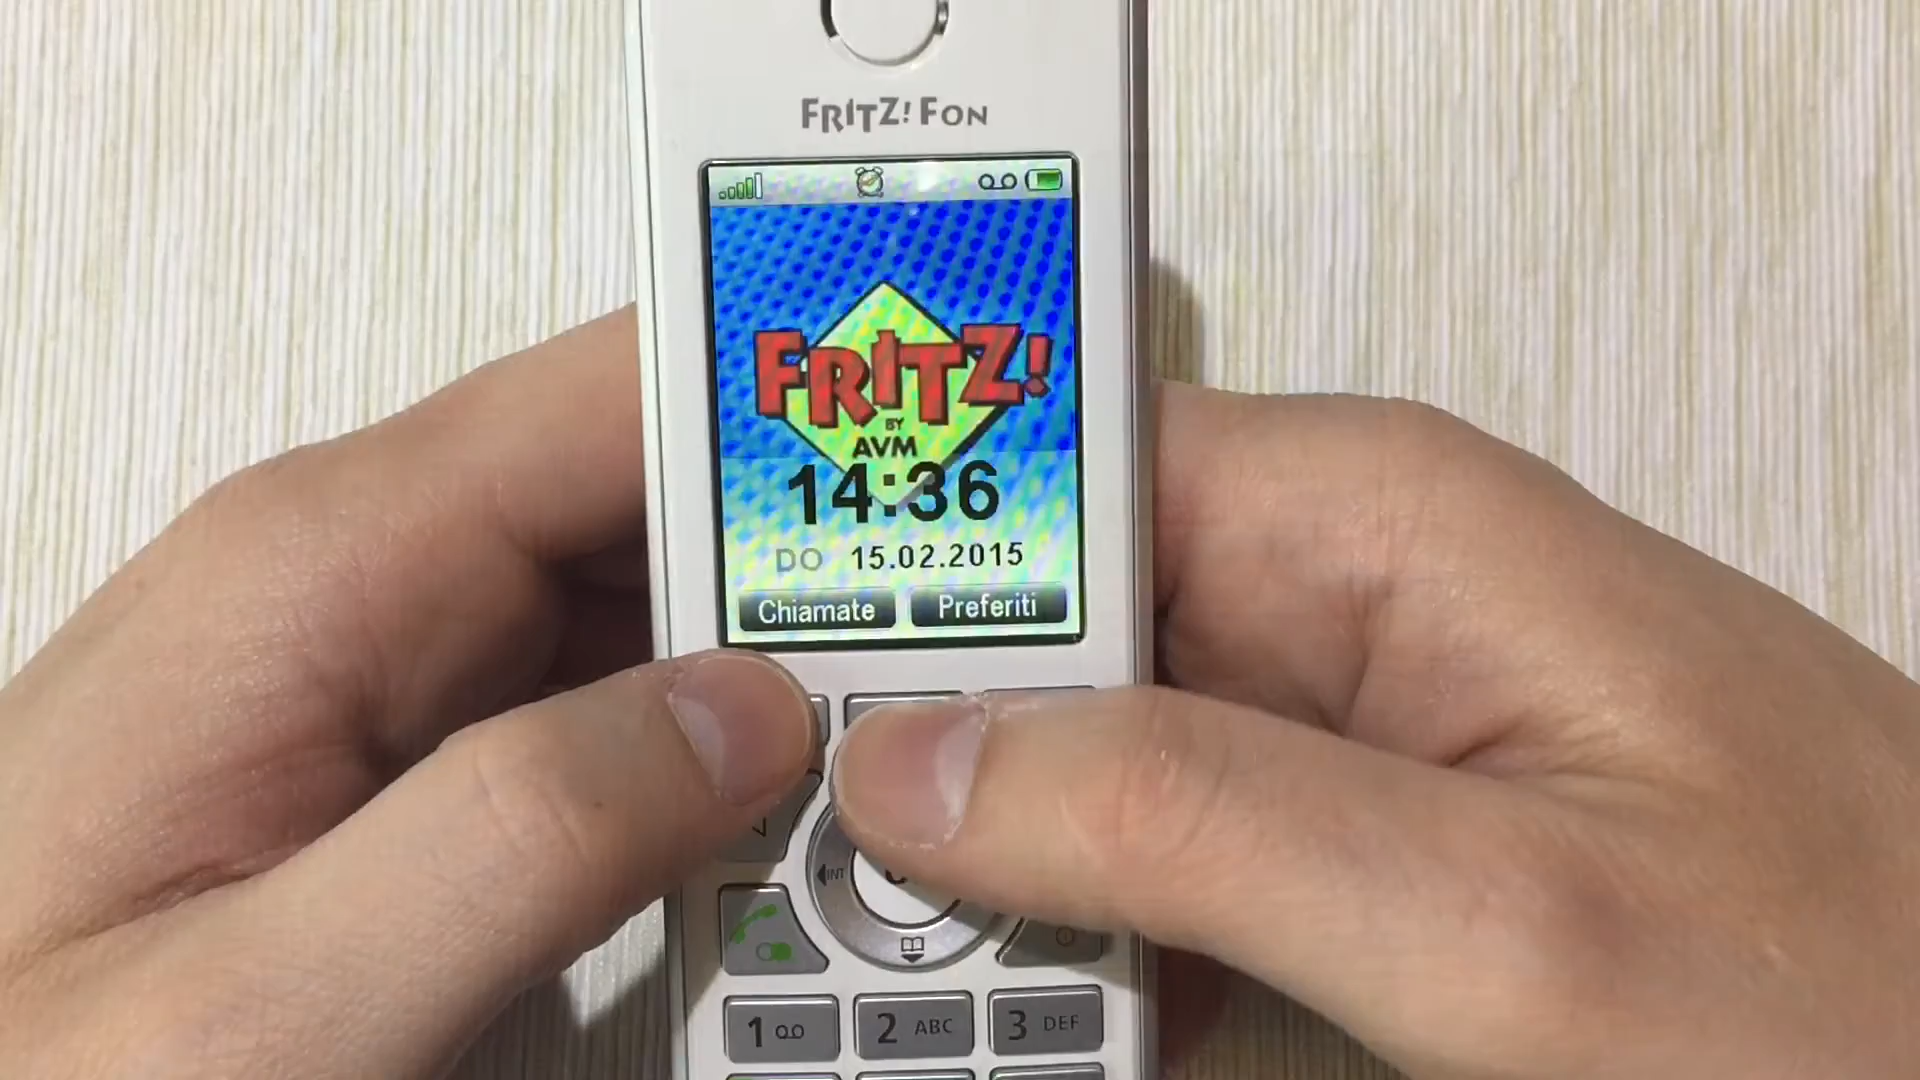 FRITZ! FON
FRITZ!
BY
AVM
14:36
DO 15.02.2015
Chiamate Preferiti
INT
1 2 ABC 3 DEF